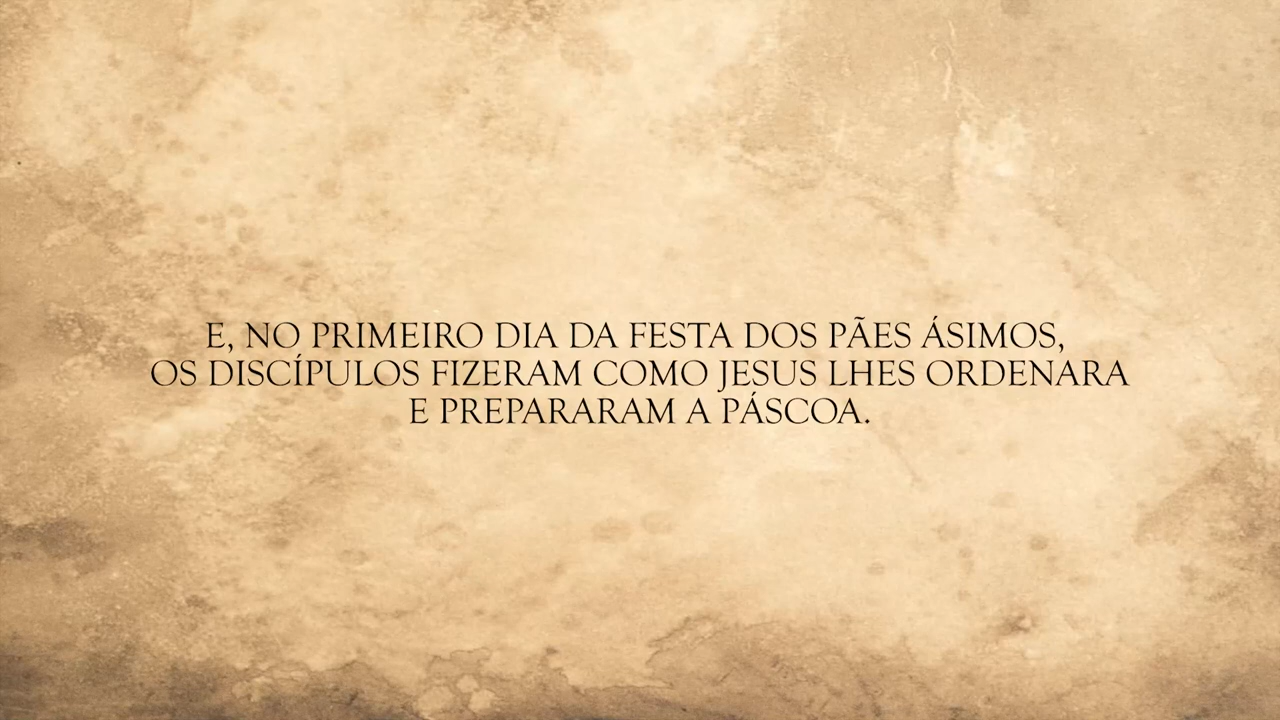 E, NO PRIMEIRO DIA DA FESTA DOS PÃES ÁSIMOS,
OS DISCÍPULOS FIZERAM COMO JESUS LHES ORDENARA
E PREPARARAM A PÁSCOA.